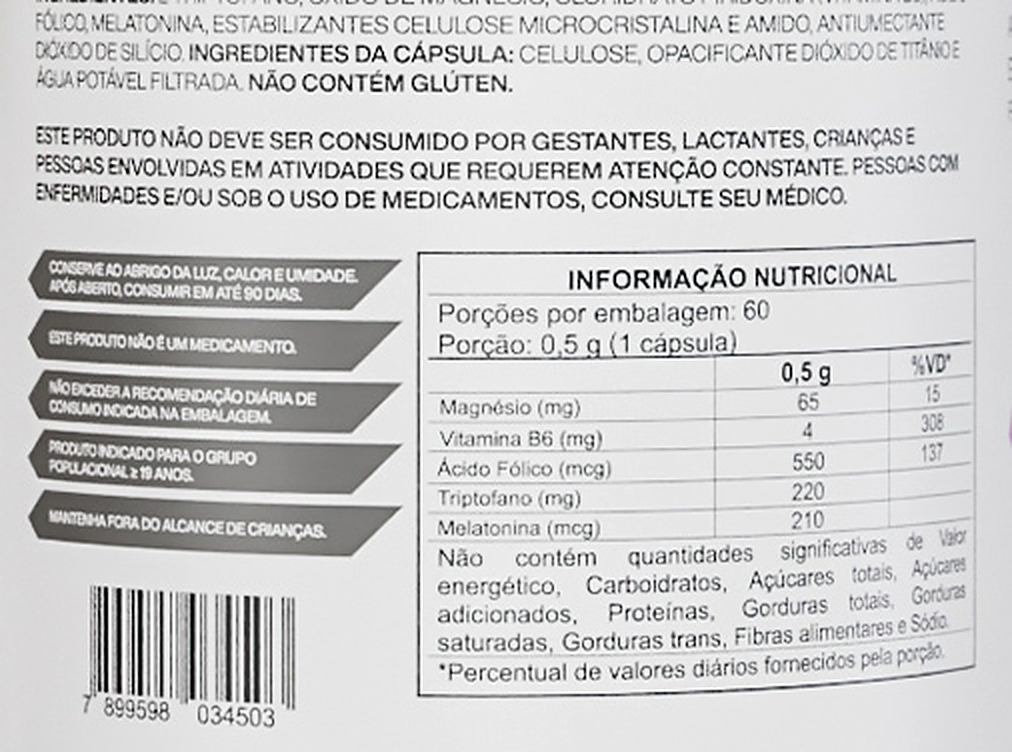 FÓLICO, MELATONINA, ESTABILIZANTES CELULOSE MICROCRISTALINA E AMIDO, ANTIUMECTANTE
DIÓXIDO DE SILÍCIO. INGREDIENTES DA CÁPSULA: CELULOSE, OPACIFICANTE DIÓXIDO DE TITÂNIO E
ÁGUA POTÁVEL FILTRADA. NÃO CONTÉM GLÚTEN.
ESTE PRODUTO NÃO DEVE SER CONSUMIDO POR GESTANTES, LACTANTES, CRIANÇAS E
PESSOAS ENVOLVIDAS EM ATIVIDADES QUE REQUEREM ATENÇÃO CONSTANTE. PESSOAS COM
ENFERMIDADES E/OU SOB O USO DE MEDICAMENTOS, CONSULTE SEU MÉDICO.
CONSERVE AO ABRIGO DA LUZ, CALOR E UMIDADE.
APÓS ABERTO, CONSUMIR EM ATÉ 90 DIAS.
ESTE PRODUTO NÃO É UM MEDICAMENTO.
NÃO EXCEDER A RECOMENDAÇÃO DIÁRIA DE
CONSUMO INDICADA NA EMBALAGEM.
PRODUTO INDICADO PARA O GRUPO
POPULACIONAL ≥ 19 ANOS.
MANTENHA FORA DO ALCANCE DE CRIANÇAS.
7 899598 034503
INFORMAÇÃO NUTRICIONAL
Porções por embalagem: 60
Porção: 0,5 g (1 cápsula)
0,5 g %VD*
Magnésio (mg) 65 15
Vitamina B6 (mg) 4 308
Ácido Fólico (mcg) 550 137
Triptofano (mg) 220
Melatonina (mcg) 210
Não contém quantidades significativas de Valor
energético, Carboidratos, Açúcares totais, Açúcares
adicionados, Proteínas, Gorduras totais, Gorduras
saturadas, Gorduras trans, Fibras alimentares e Sódio.
*Percentual de valores diários fornecidos pela porção.